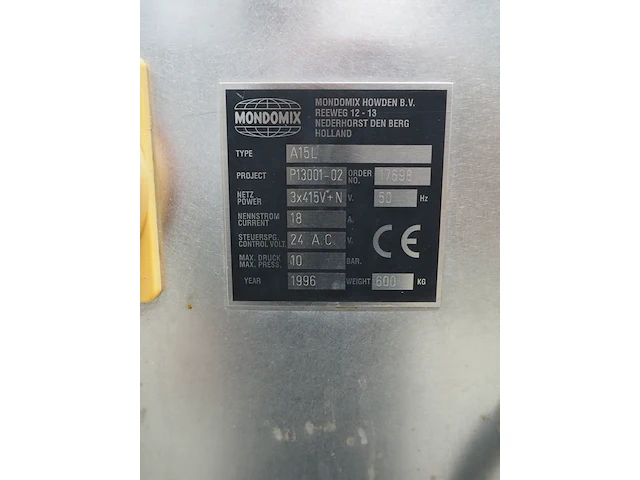 MONDOMIX
MONDOMIX HOWDEN B.V.
REEWEG 12 - 13
NEDERHORST DEN BERG
HOLLAND
TYPE A15L
PROJECT P13001-02 ORDER NO. 17698
NETZ POWER 3x415V+N V. 50 Hz
NENNSTROM CURRENT 18 A.
STEUERSPG. CONTROL VOLT. 24 A.C. V.
CE
MAX. DRUCK MAX. PRESS. 10 BAR.
YEAR 1996 WEIGHT 600 KG